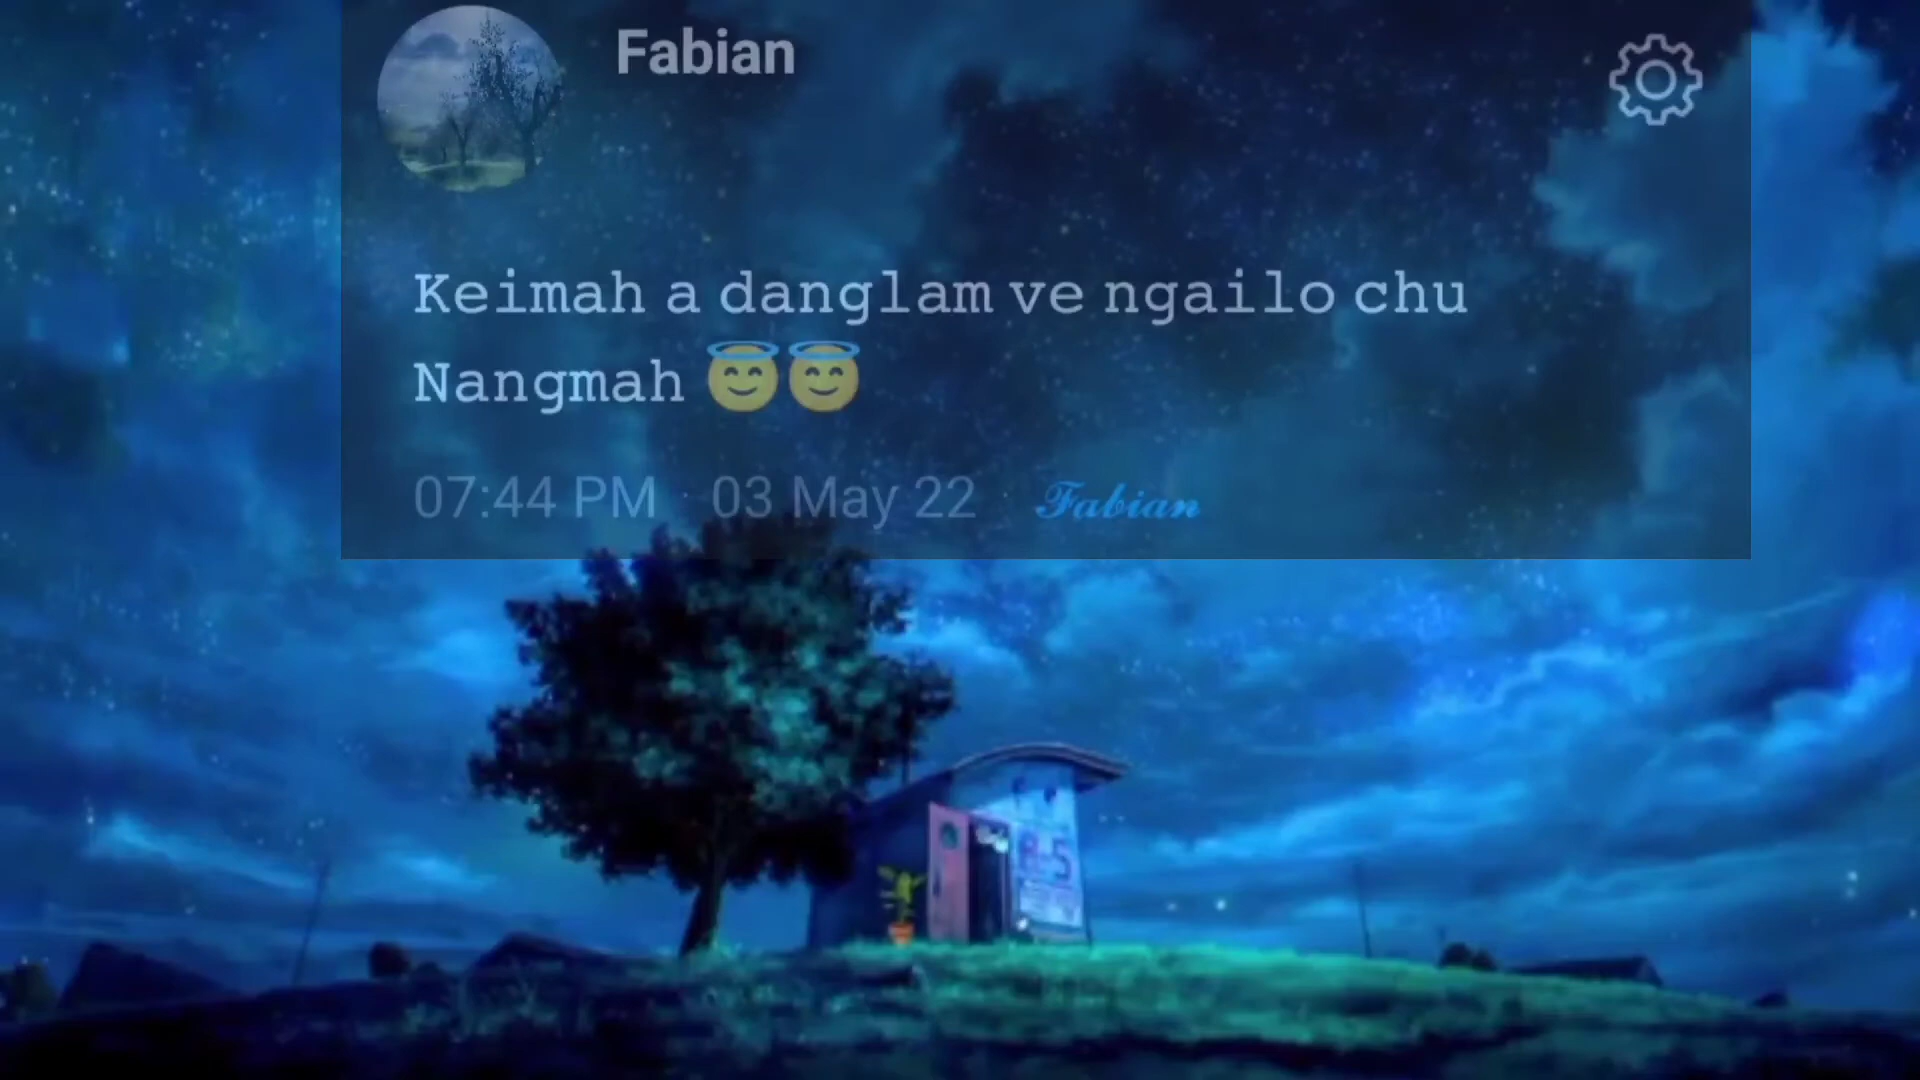 Fabian
Keimah a danglam ve ngailo chu
Nangmah 😇😇
07:44 PM · 03 May 22 Fabian